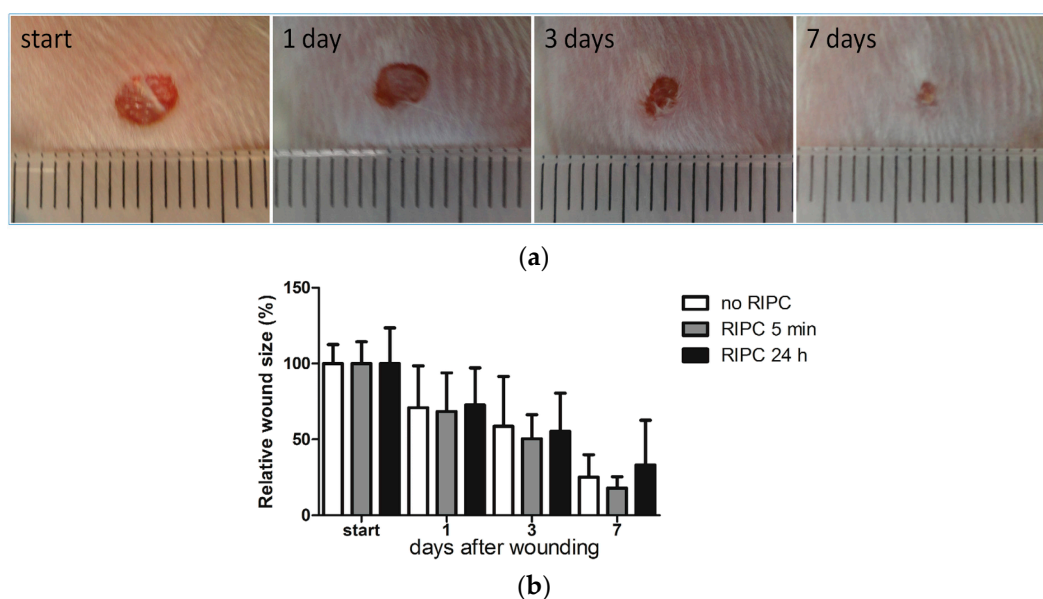 start
1 day
3 days
7 days
(a)
Relative wound size (%)
150
100
50
0
start
1
3
7
days after wounding
no RIPC
RIPC 5 min
RIPC 24 h
(b)